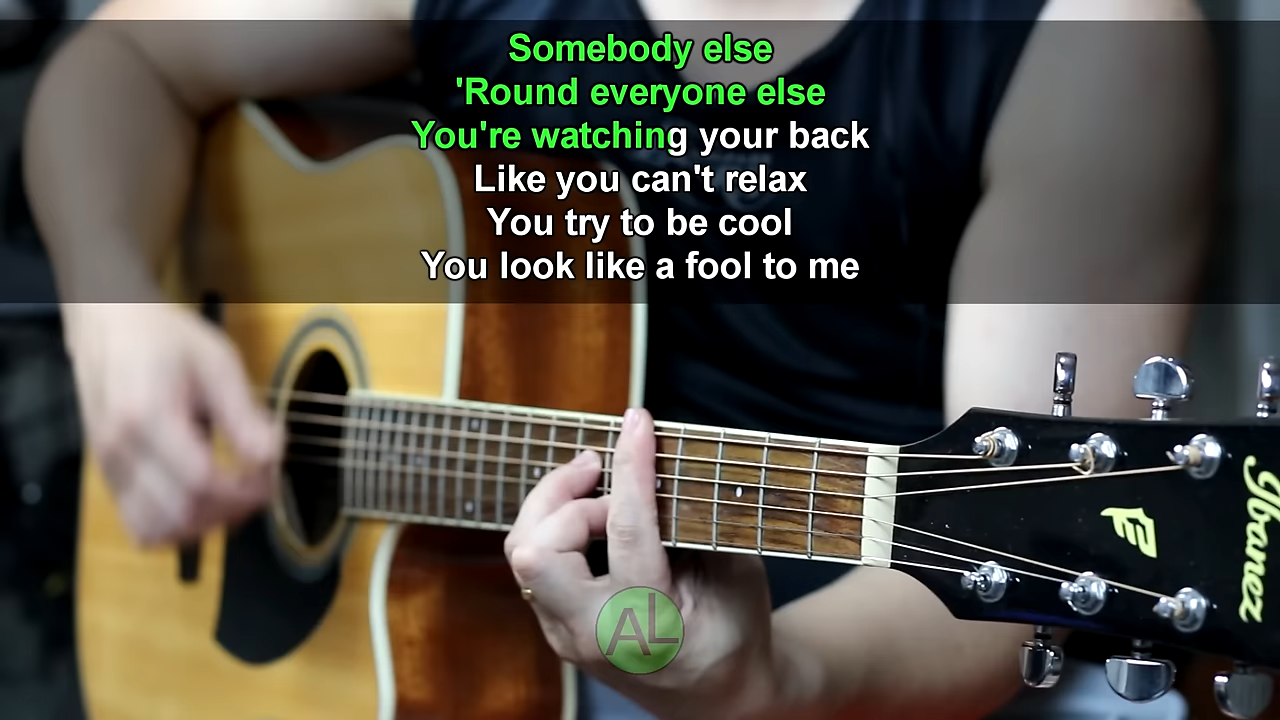 Somebody else
'Round everyone else
You're watching your back
Like you can't relax
You try to be cool
You look like a fool to me
Ibanez
AL